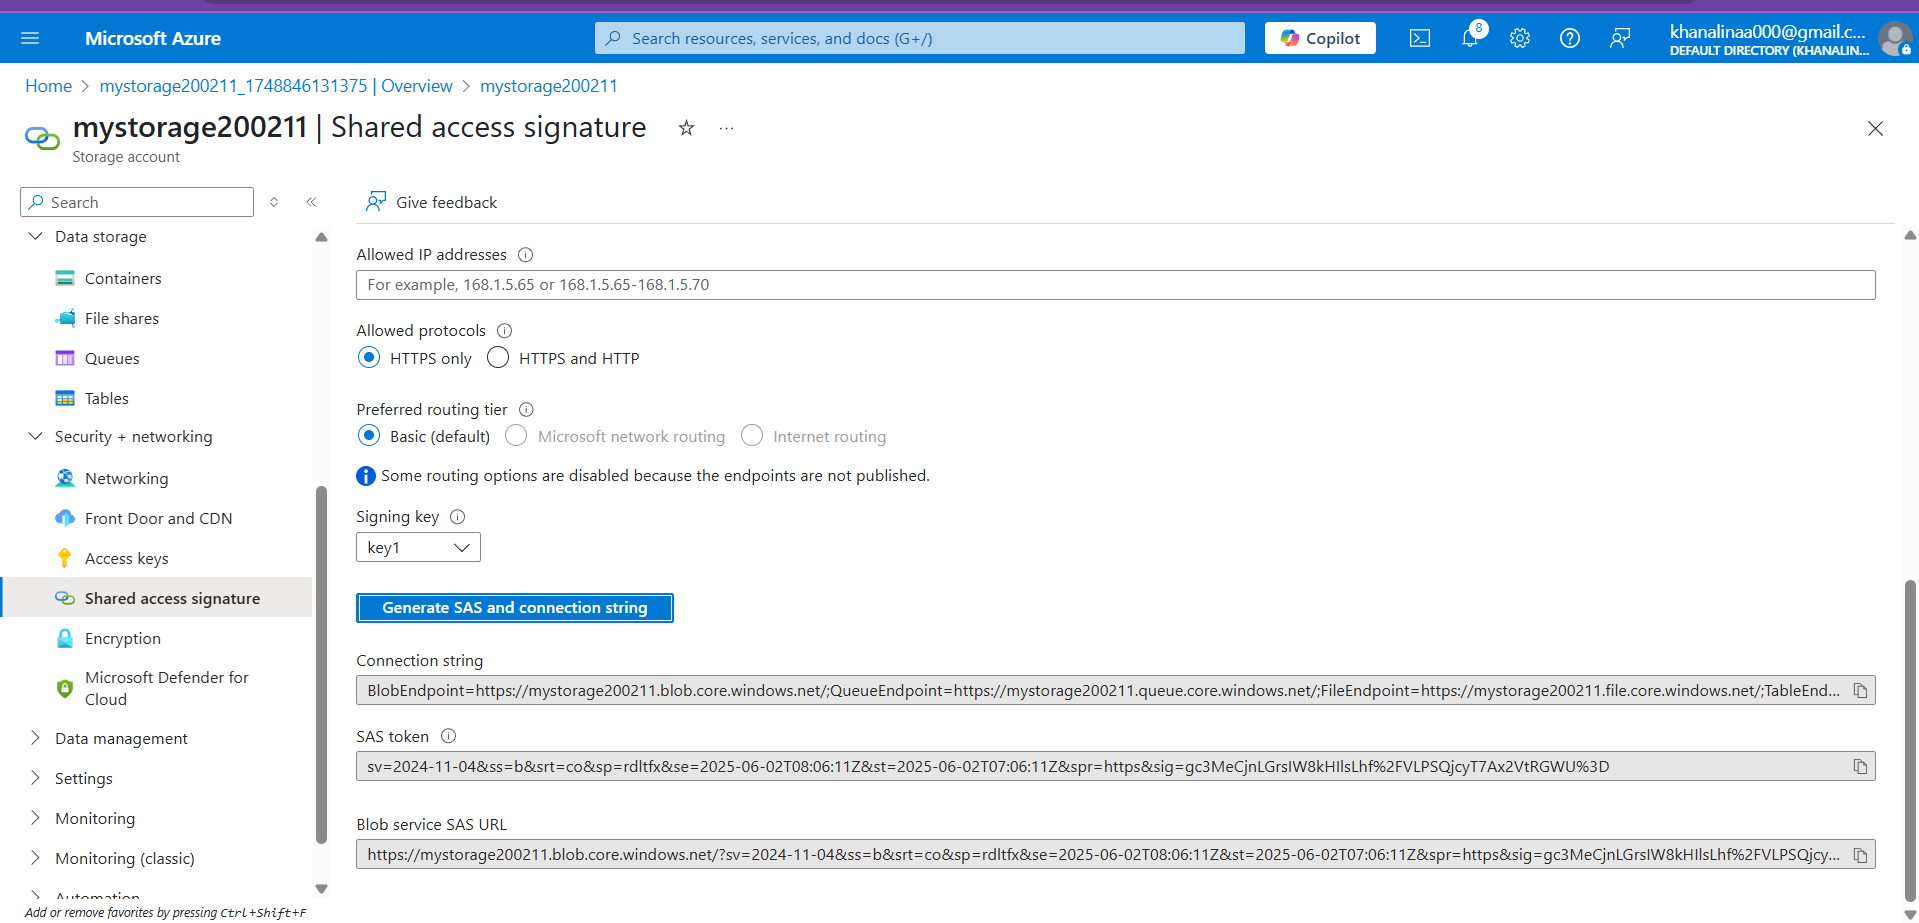 Microsoft Azure
Search resources, services, and docs (G+/)
Copilot
8
khanalinaa000@gmail.c...
DEFAULT DIRECTORY (KHANALIN...
Home > mystorage200211_1748846131375 | Overview > mystorage200211
mystorage200211 | Shared access signature
Storage account
Search
Data storage
Containers
File shares
Queues
Tables
Security + networking
Networking
Front Door and CDN
Access keys
Shared access signature
Encryption
Microsoft Defender for
Cloud
Data management
Settings
Monitoring
Monitoring (classic)
Automation
Add or remove favorites by pressing Ctrl+Shift+F
Give feedback
Allowed IP addresses
For example, 168.1.5.65 or 168.1.5.65-168.1.5.70
Allowed protocols
HTTPS only HTTPS and HTTP
Preferred routing tier
Basic (default) Microsoft network routing Internet routing
Some routing options are disabled because the endpoints are not published.
Signing key
key1
Generate SAS and connection string
Connection string
BlobEndpoint=https://mystorage200211.blob.core.windows.net/;QueueEndpoint=https://mystorage200211.queue.core.windows.net/;FileEndpoint=https://mystorage200211.file.core.windows.net/;TableEnd...
SAS token
sv=2024-11-04&ss=b&srt=co&sp=rdltfx&se=2025-06-02T08:06:11Z&st=2025-06-02T07:06:11Z&spr=https&sig=gc3MeCjnLGrsIW8kHIlsLhf%2FVLPSQjcyT7Ax2VtRGWU%3D
Blob service SAS URL
https://mystorage200211.blob.core.windows.net/?sv=2024-11-04&ss=b&srt=co&sp=rdltfx&se=2025-06-02T08:06:11Z&st=2025-06-02T07:06:11Z&spr=https&sig=gc3MeCjnLGrsIW8kHIlsLhf%2FVLPSQjcy...